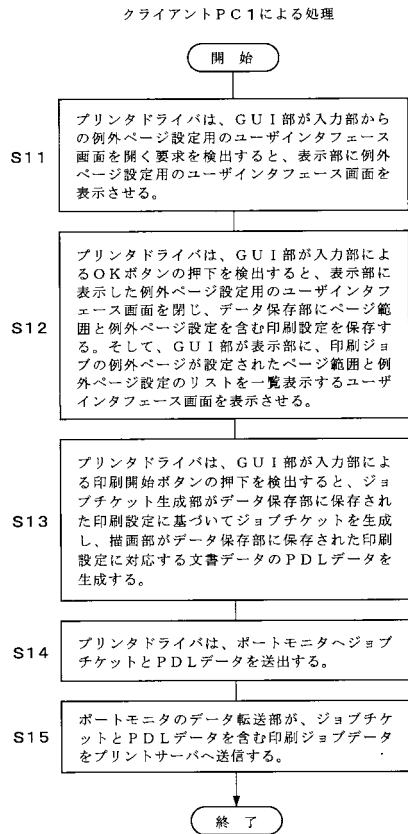 クライアントPC1による処理
開始
S11
プリンタドライバは、GUI部が入力部から
の例外ページ設定用のユーザインタフェース
画面を開く要求を検出すると、表示部に例外
ページ設定用のユーザインタフェース画面を
表示させる。
S12
プリンタドライバは、GUI部が入力部によ
るOKボタンの押下を検出すると、表示部に
表示した例外ページ設定用のユーザインタフ
ェース画面を閉じ、データ保存部にページ範
囲と例外ページ設定を含む印刷設定を保存す
る。そして、GUI部が表示部に、印刷ジョ
ブの例外ページが設定されたページ範囲と例
外ページ設定のリストを一覧表示するユーザ
インタフェース画面を表示させる。
S13
プリンタドライバは、GUI部が入力部によ
る印刷開始ボタンの押下を検出すると、ジョ
ブチケット生成部がデータ保存部に保存され
た印刷設定に基づいてジョブチケットを生成
し、描画部がデータ保存部に保存された印刷
設定に対応する文書データのPDLデータを
生成する。
S14
プリンタドライバは、ポートモニタへジョブ
チケットとPDLデータを送出する。
S15
ポートモニタのデータ転送部が、ジョブチケ
ットとPDLデータを含む印刷ジョブデータ
をプリントサーバへ送信する。
終了